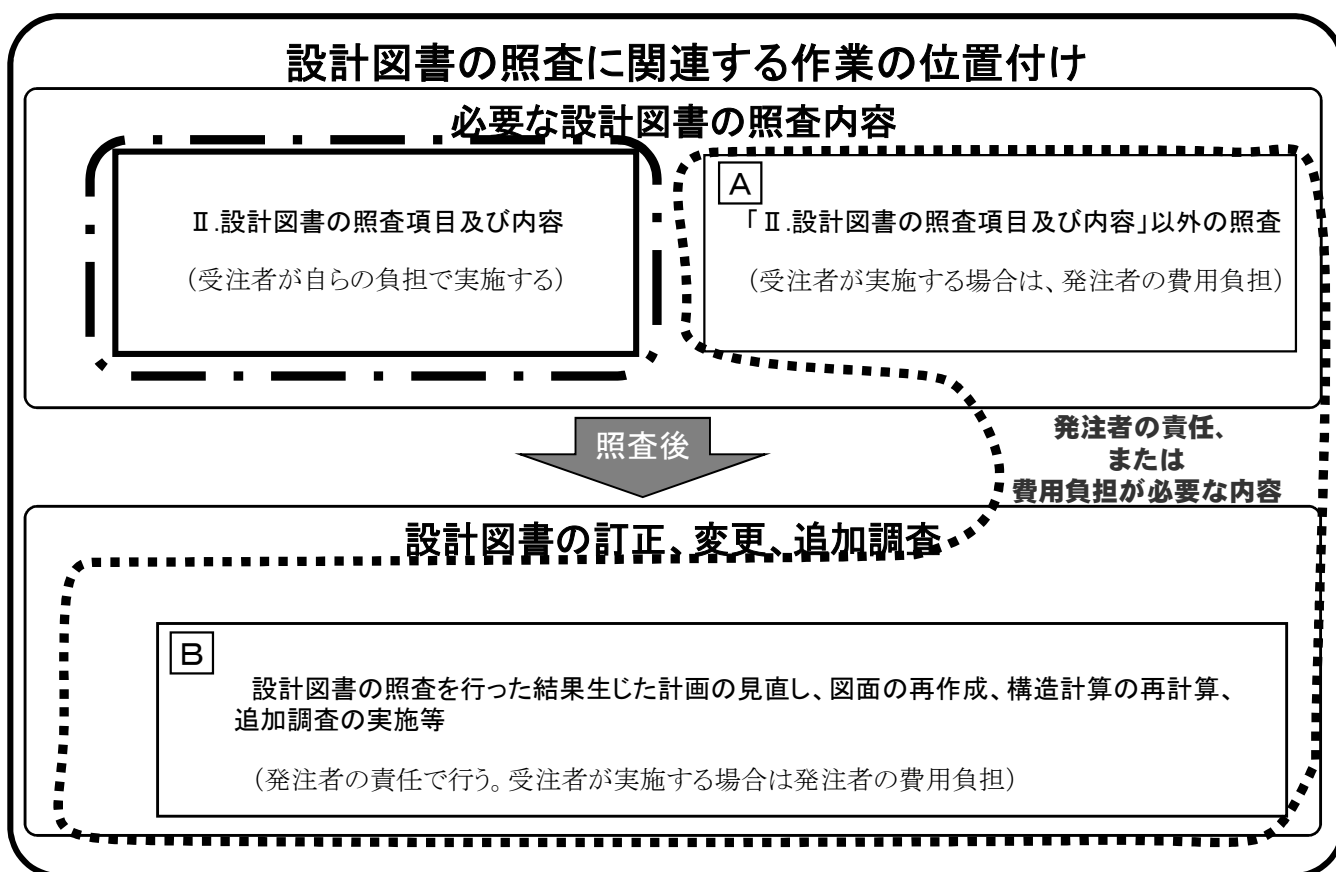 設計図書の照査に関連する作業の位置付け
必要な設計図書の照査内容
Ⅱ.設計図書の照査項目及び内容
(受注者が自らの負担で実施する)
A
「Ⅱ.設計図書の照査項目及び内容」以外の照査
(受注者が実施する場合は、発注者の費用負担)
照査後
発注者の責任、
または
費用負担が必要な内容
設計図書の訂正、変更、追加調査
B
設計図書の照査を行った結果生じた計画の見直し、図面の再作成、構造計算の再計算、
追加調査の実施等
(発注者の責任で行う。受注者が実施する場合は発注者の費用負担)